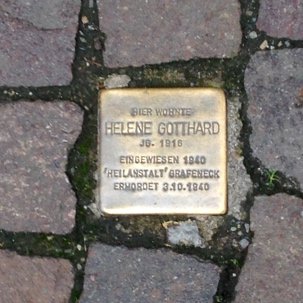 HIER WOHNTE
HELENE GOTTHARD
JG. 1916
EINGEWIESEN 1940
'HEILANSTALT' GRAFENECK
ERMORDET 3.10.1940